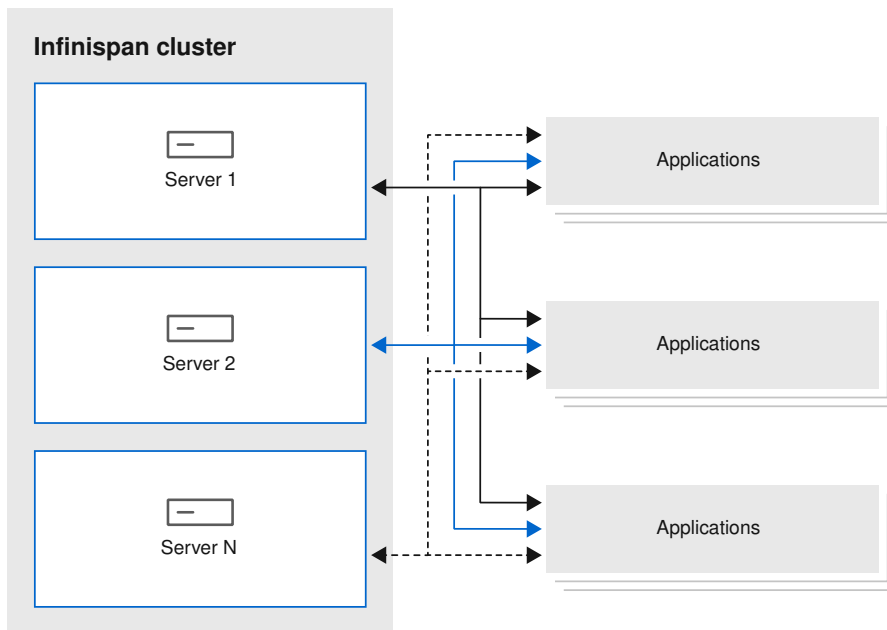 Infinispan cluster
Server 1
Server 2
Server N
Applications
Applications
Applications